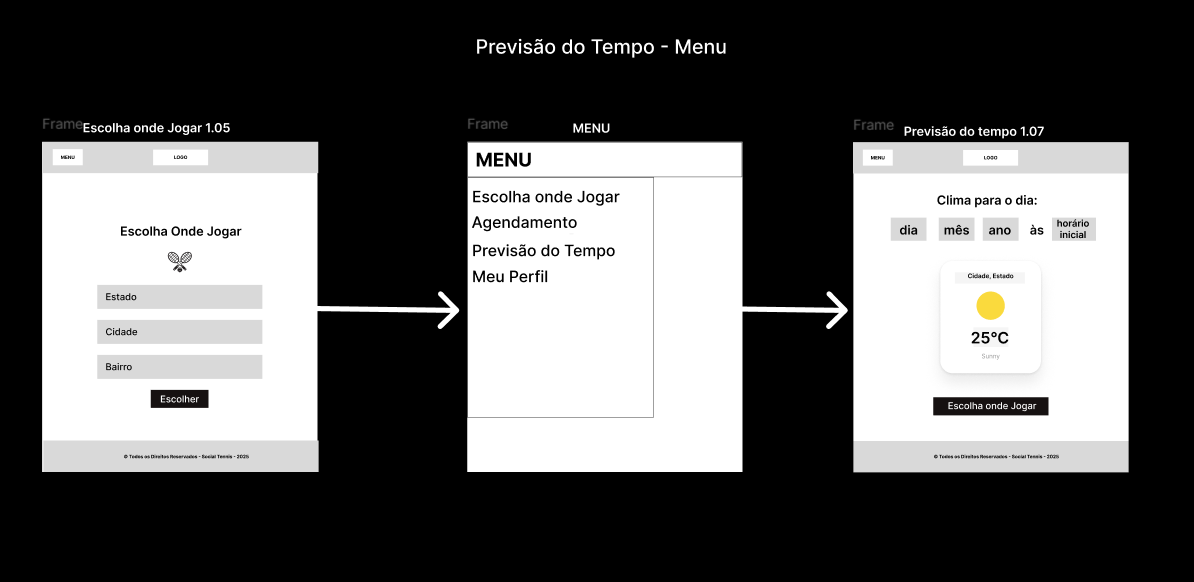 Previsão do Tempo - Menu
Frame
Escolha onde Jogar 1.05
MENU
LOGO
Escolha Onde Jogar
Estado
Cidade
Bairro
Escolher
© Todos os Direitos Reservados - Social Tennis - 2025
Frame
MENU
MENU
Escolha onde Jogar
Agendamento
Previsão do Tempo
Meu Perfil
Frame
Previsão do tempo 1.07
MENU
LOGO
Clima para o dia:
dia mês ano às horário
inicial
Cidade, Estado
25°C
Sunny
Escolha onde Jogar
© Todos os Direitos Reservados - Social Tennis - 2025